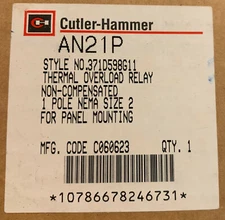 Cutler-Hammer
AN21P
STYLE NO.371D598G11
THERMAL OVERLOAD RELAY
NON-COMPENSATED
1 POLE NEMA SIZE 2
FOR PANEL MOUNTING
MFG. CODE C060623 QTY. 1
*10786678246731*